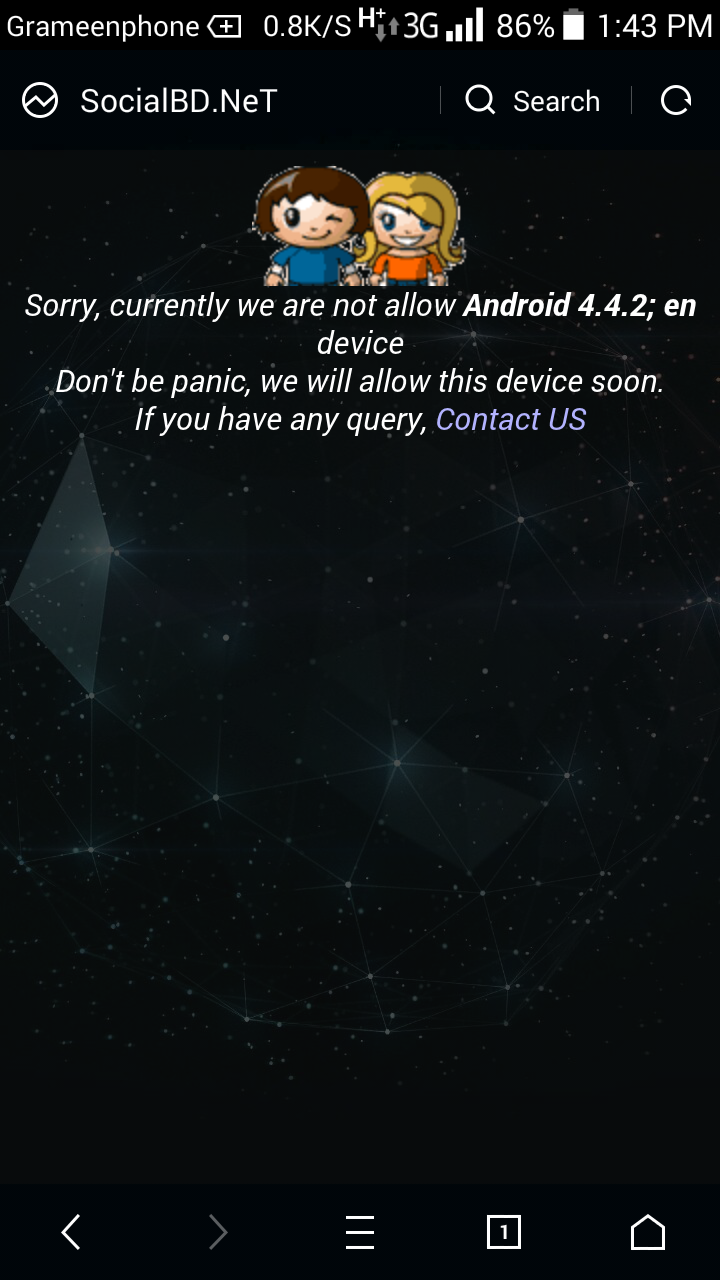 Grameenphone 0.8K/S H+ 3G 86% 1:43 PM
SocialBD.NeT Search
Sorry, currently we are not allow Android 4.4.2; en
device
Don't be panic, we will allow this device soon.
If you have any query, Contact US
1